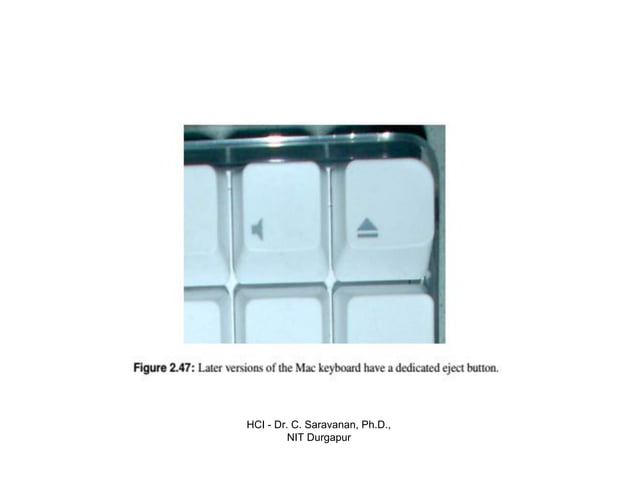 Figure 2.47: Later versions of the Mac keyboard have a dedicated eject button.
HCI - Dr. C. Saravanan, Ph.D.,
NIT Durgapur